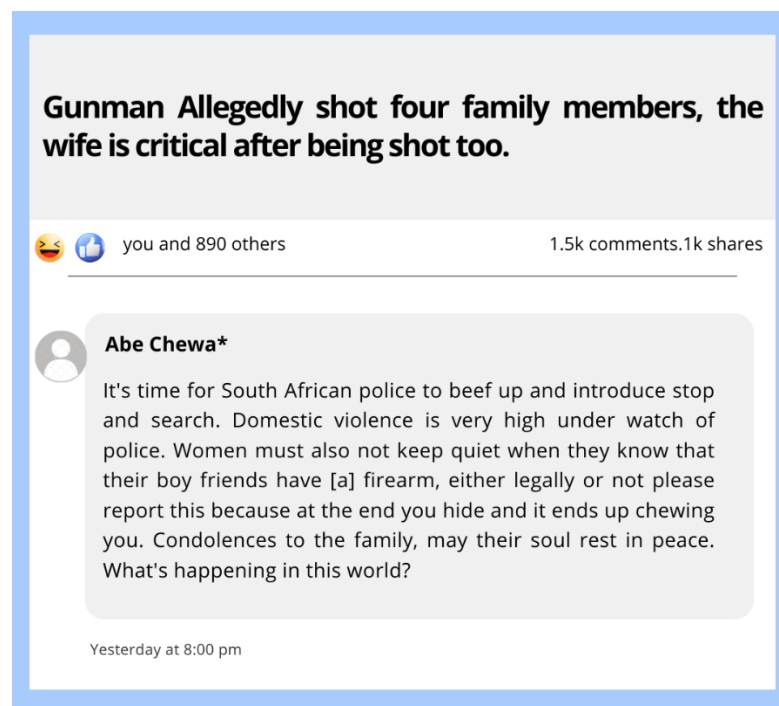 Gunman Allegedly shot four family members, the
wife is critical after being shot too.
you and 890 others
1.5k comments.1k shares
Abe Chewa*
It's time for South African police to beef up and introduce stop
and search. Domestic violence is very high under watch of
police. Women must also not keep quiet when they know that
their boy friends have [a] firearm, either legally or not please
report this because at the end you hide and it ends up chewing
you. Condolences to the family, may their soul rest in peace.
What's happening in this world?
Yesterday at 8:00 pm